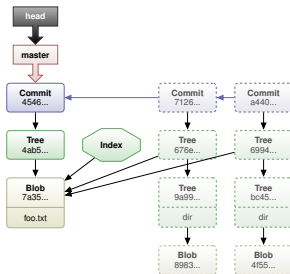 head
master
Commit
4546...
Commit
7126...
Commit
a440...
Tree
4ab5...
Index
Tree
676e...
Tree
6994...
Blob
7a35...
foo.txt
Tree
9a99...
dir
Tree
bc45...
dir
Blob
8983...
Blob
4f55...